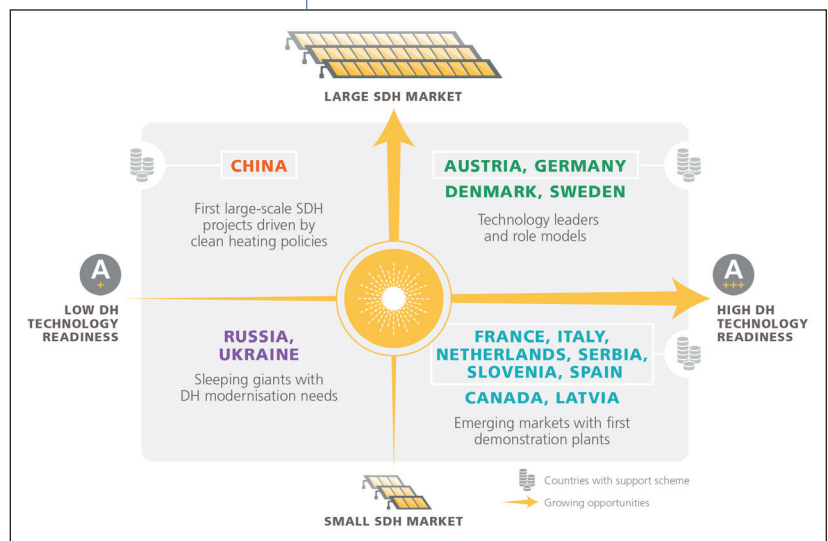 LARGE SDH MARKET
CHINA
First large-scale SDH
projects driven by
clean heating policies
AUSTRIA, GERMANY
DENMARK, SWEDEN
Technology leaders
and role models
A
+
LOW DH
TECHNOLOGY
READINESS
A
+++
HIGH DH
TECHNOLOGY
READINESS
RUSSIA,
UKRAINE
Sleeping giants with
DH modernisation needs
FRANCE, ITALY,
NETHERLANDS, SERBIA,
SLOVENIA, SPAIN
CANADA, LATVIA
Emerging markets with first
demonstration plants
SMALL SDH MARKET
Countries with support scheme
Growing opportunities